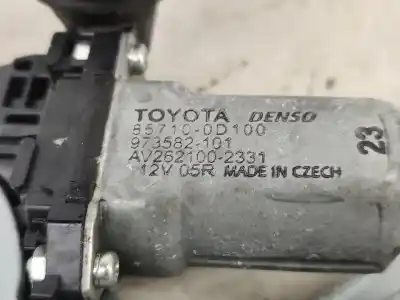 TOYOTA DENSO
85710-0D100
973582-101
AV262100-2331
12V 05R MADE IN CZECH
23